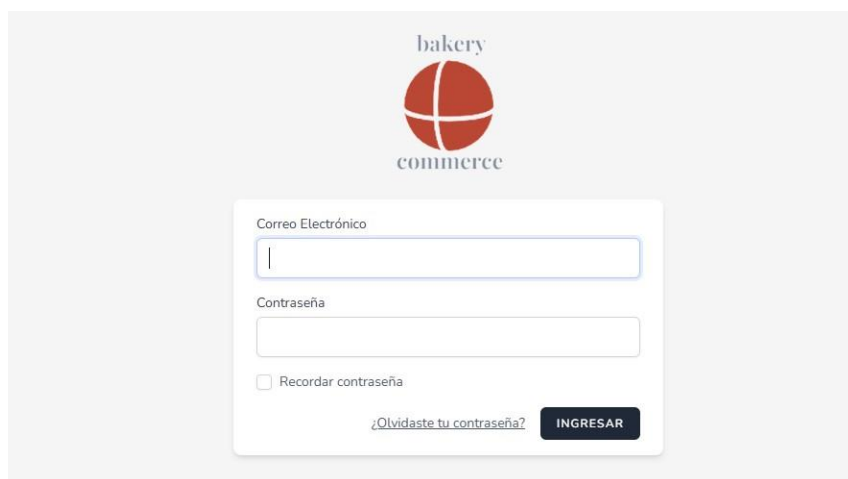 bakery
commerce
Correo Electrónico
Contraseña
Recordar contraseña
¿Olvidaste tu contraseña? INGRESAR